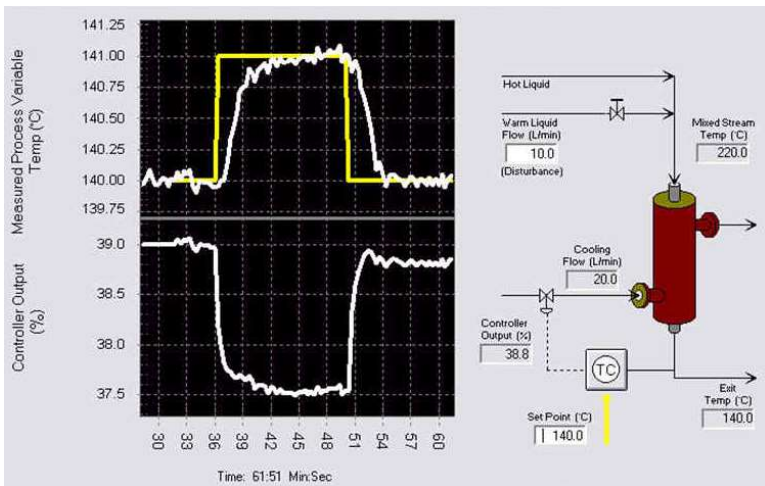 Measured Process Variable
Temp (°C)
141.25
141.00
140.75
140.50
140.25
140.00
139.75
Controller Output
(%)
39.0
38.5
38.0
37.5
30 33 36 39 42 45 48 51 54 57 60
Time: 61:51 Min:Sec
Hot Liquid
Warm Liquid
Flow (L/min)
10.0
(Disturbance)
Mixed Stream
Temp (°C)
220.0
Cooling
Flow (L/min)
20.0
Controller
Output (%)
38.8
TC
Set Point (°C)
140.0
Exit
Temp (°C)
140.0